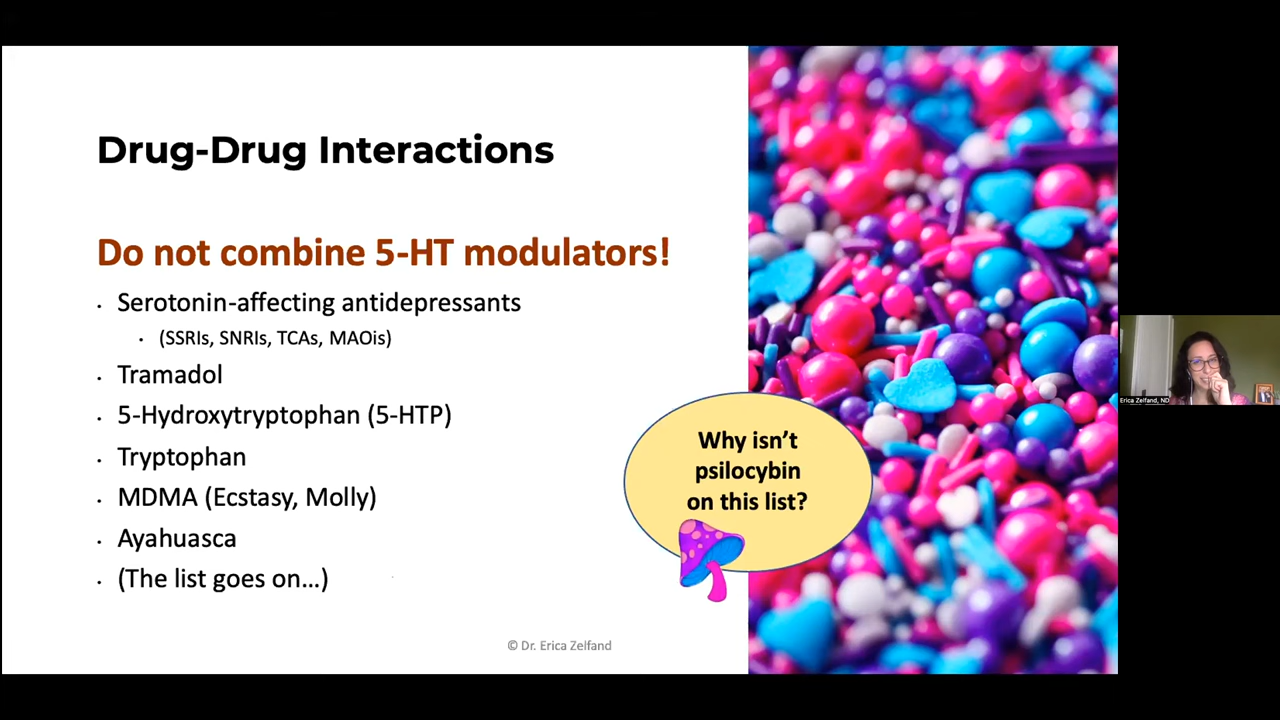 Drug-Drug Interactions
Do not combine 5-HT modulators!
• Serotonin-affecting antidepressants
• (SSRIs, SNRIs, TCAs, MAOis)
• Tramadol
• 5-Hydroxytryptophan (5-HTP)
• Tryptophan
• MDMA (Ecstasy, Molly)
• Ayahuasca
• (The list goes on…)
Why isn’t
psilocybin
on this list?
© Dr. Erica Zelfand
Erica Zelfand, ND